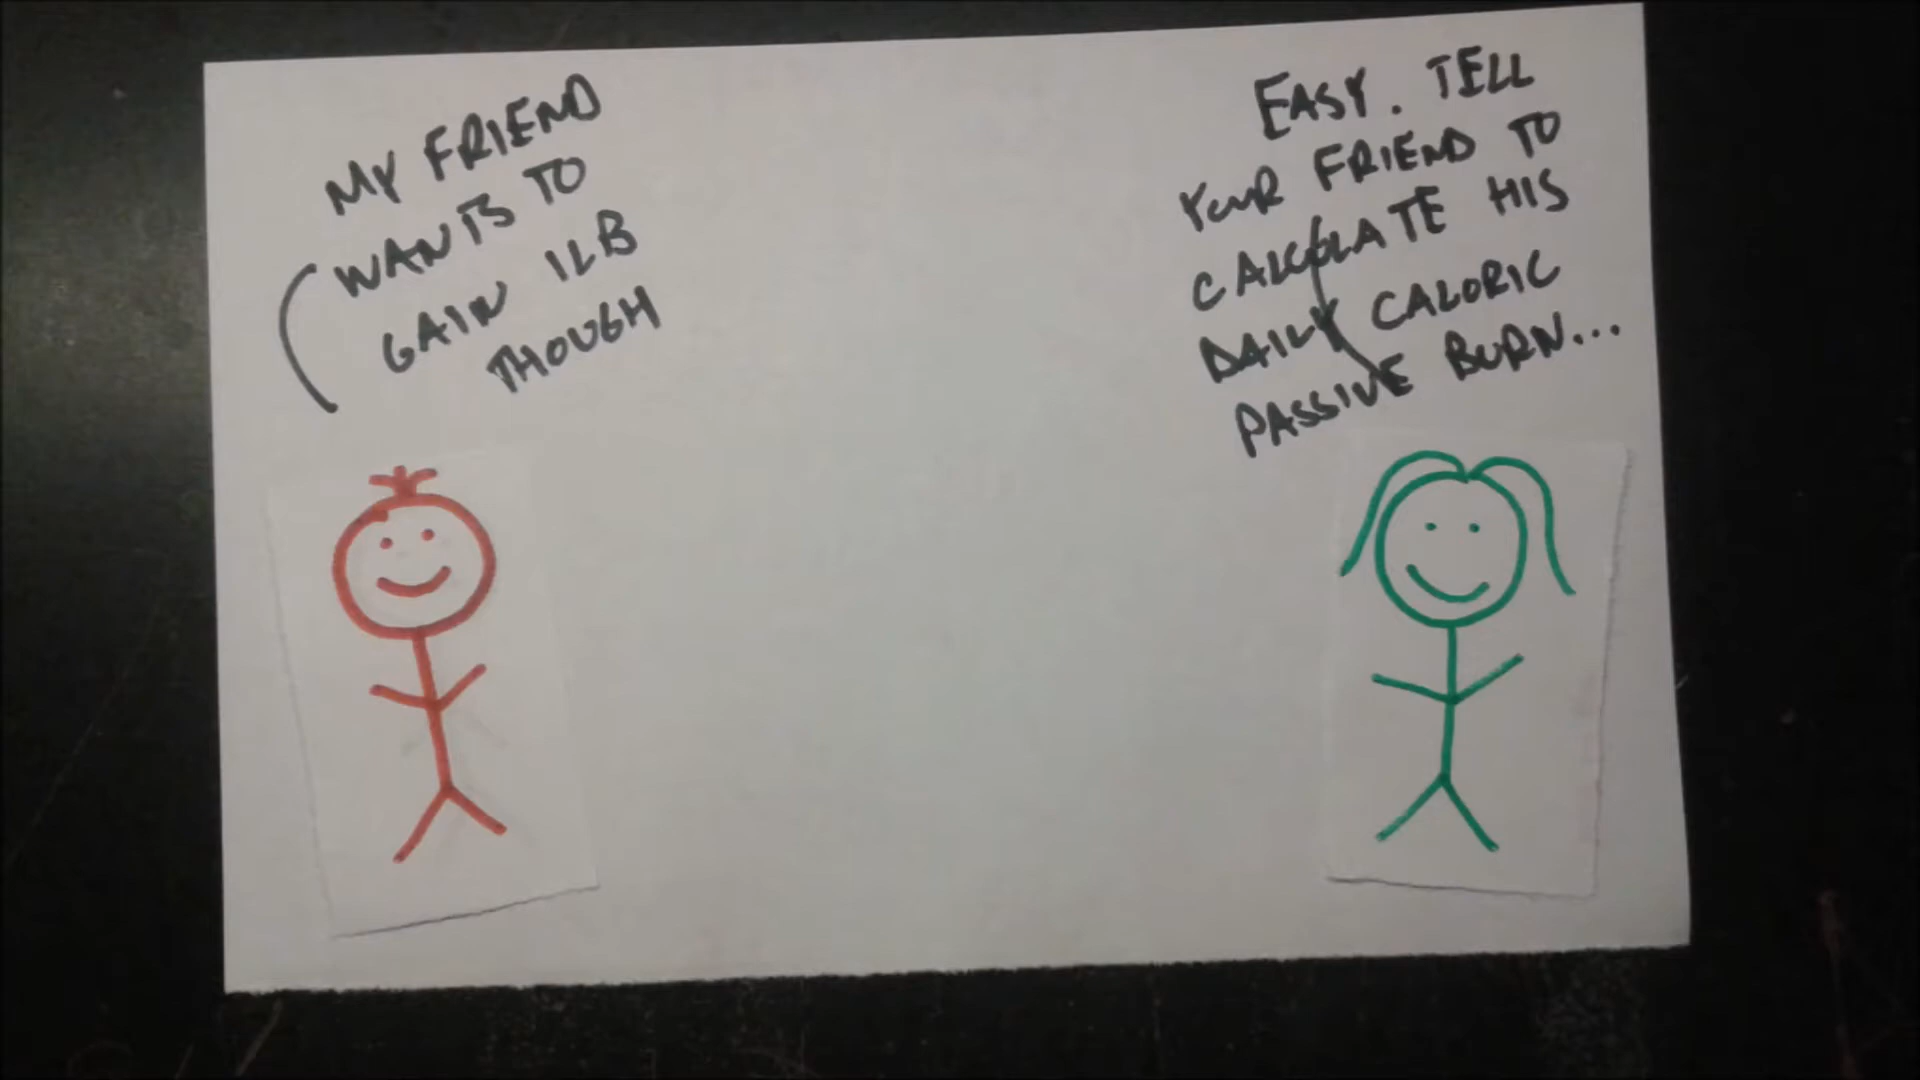 MY FRIEND
WANTS TO
GAIN 1LB
THOUGH
EASY. TELL
YOUR FRIEND TO
CALCULATE HIS
DAILY CALORIC
PASSIVE BURN...